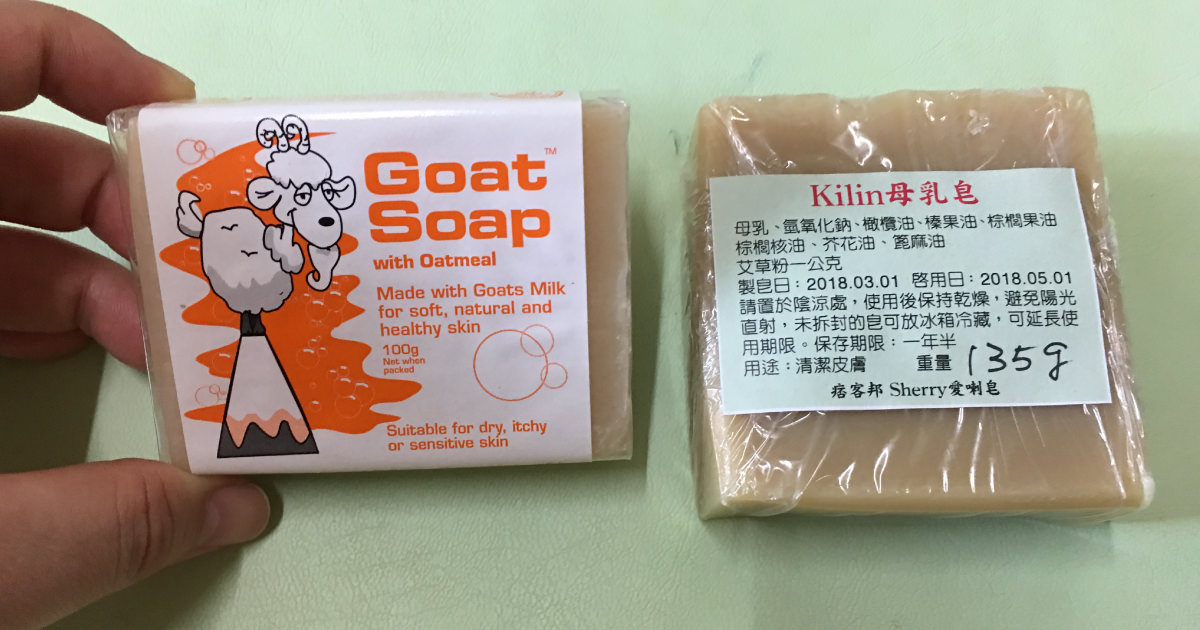 Goat™
Soap
with Oatmeal
Made with Goats Milk
for soft, natural and
healthy skin
100g
Net when
packed
Suitable for dry, itchy
or sensitive skin
Kilin母乳皂
母乳、氫氧化鈉、橄欖油、榛果油、棕櫚果油
棕櫚核油、芥花油、篦麻油
艾草粉一公克
製皂日：2018.03.01 啓用日：2018.05.01
請置於陰涼處，使用後保持乾燥，避免陽光
直射，未拆封的皂可放冰箱冷藏，可延長使
用期限。保存期限：一年半
用途：清潔皮膚 重量 135g
痞客邦 Sherry愛喇皂